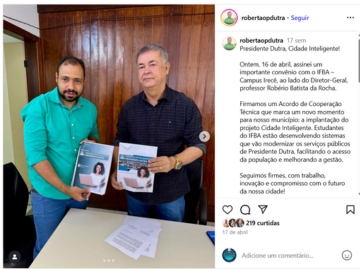 robertaopdutra • Seguir
robertaopdutra 17 sem
Presidente Dutra, Cidade Inteligente!
Ontem, 16 de abril, assinei um
importante convênio com o IFBA –
Campus Irecê, ao lado do Diretor-Geral,
professor Robério Batista da Rocha.
Firmamos um Acordo de Cooperação
Técnica que marca um novo momento
para nosso município: a implantação do
projeto Cidade Inteligente. Estudantes
do IFBA estão desenvolvendo sistemas
que vão modernizar os serviços públicos
de Presidente Dutra, facilitando o acesso
da população e melhorando a gestão.
Seguimos firmes, com trabalho,
inovação e compromisso com o futuro
da nossa cidade!
219 curtidas
17 de abril
Adicione um comentário...